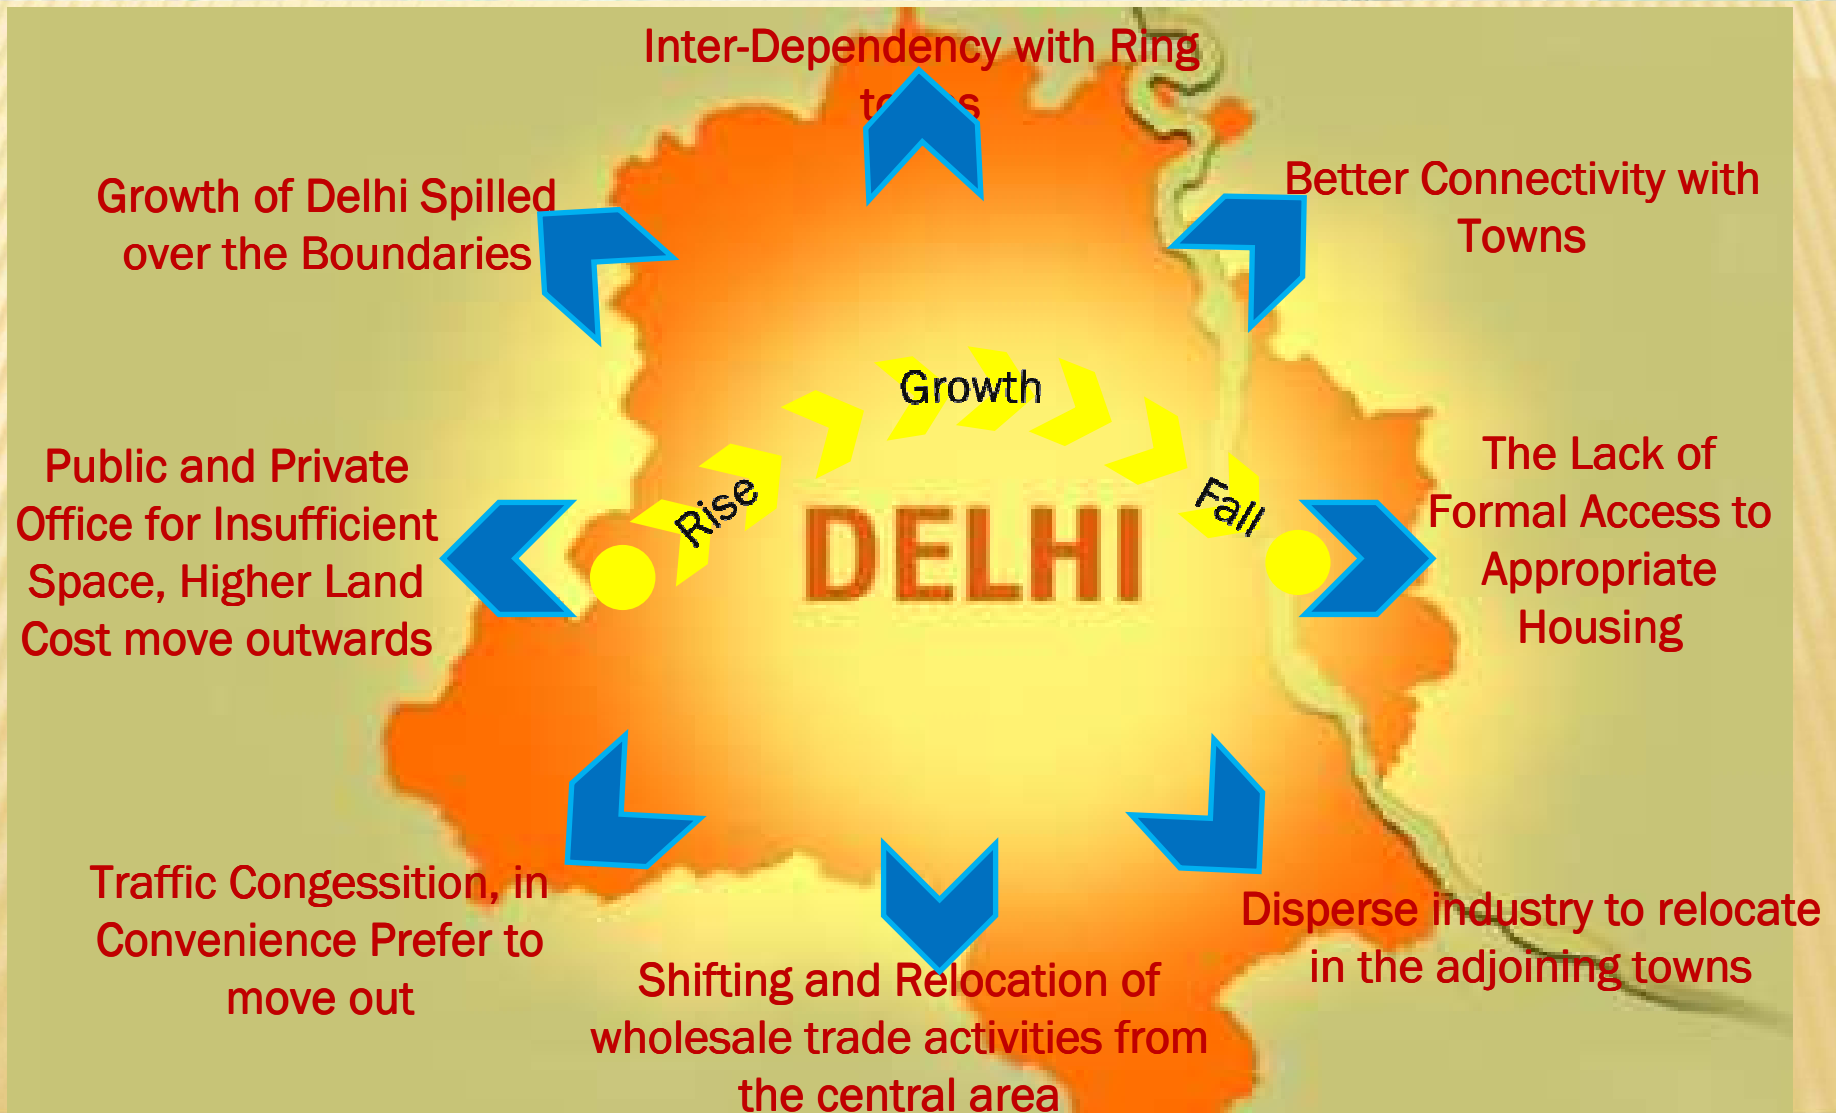 Inter-Dependency with Ring
Growth of Delhi Spilled
over the Boundaries
Better Connectivity with
Towns
Growth
Rise
Fall
DELHI
Public and Private
Office for Insufficient
Space, Higher Land
Cost move outwards
The Lack of
Formal Access to
Appropriate
Housing
Traffic Congessition, in
Convenience Prefer to
move out
Disperse industry to relocate
in the adjoining towns
Shifting and Relocation of
wholesale trade activities from
the central area